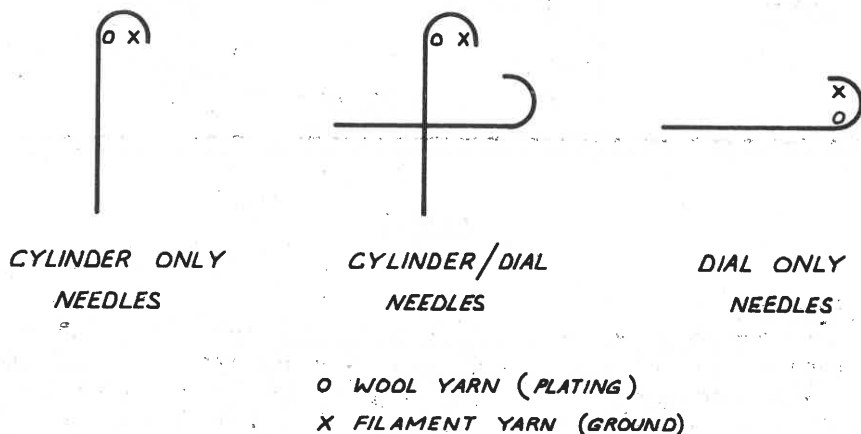 O X
O X
X
O
CYLINDER ONLY
NEEDLES
CYLINDER/DIAL
NEEDLES
DIAL ONLY
NEEDLES
O WOOL YARN (PLATING)
X FILAMENT YARN (GROUND)